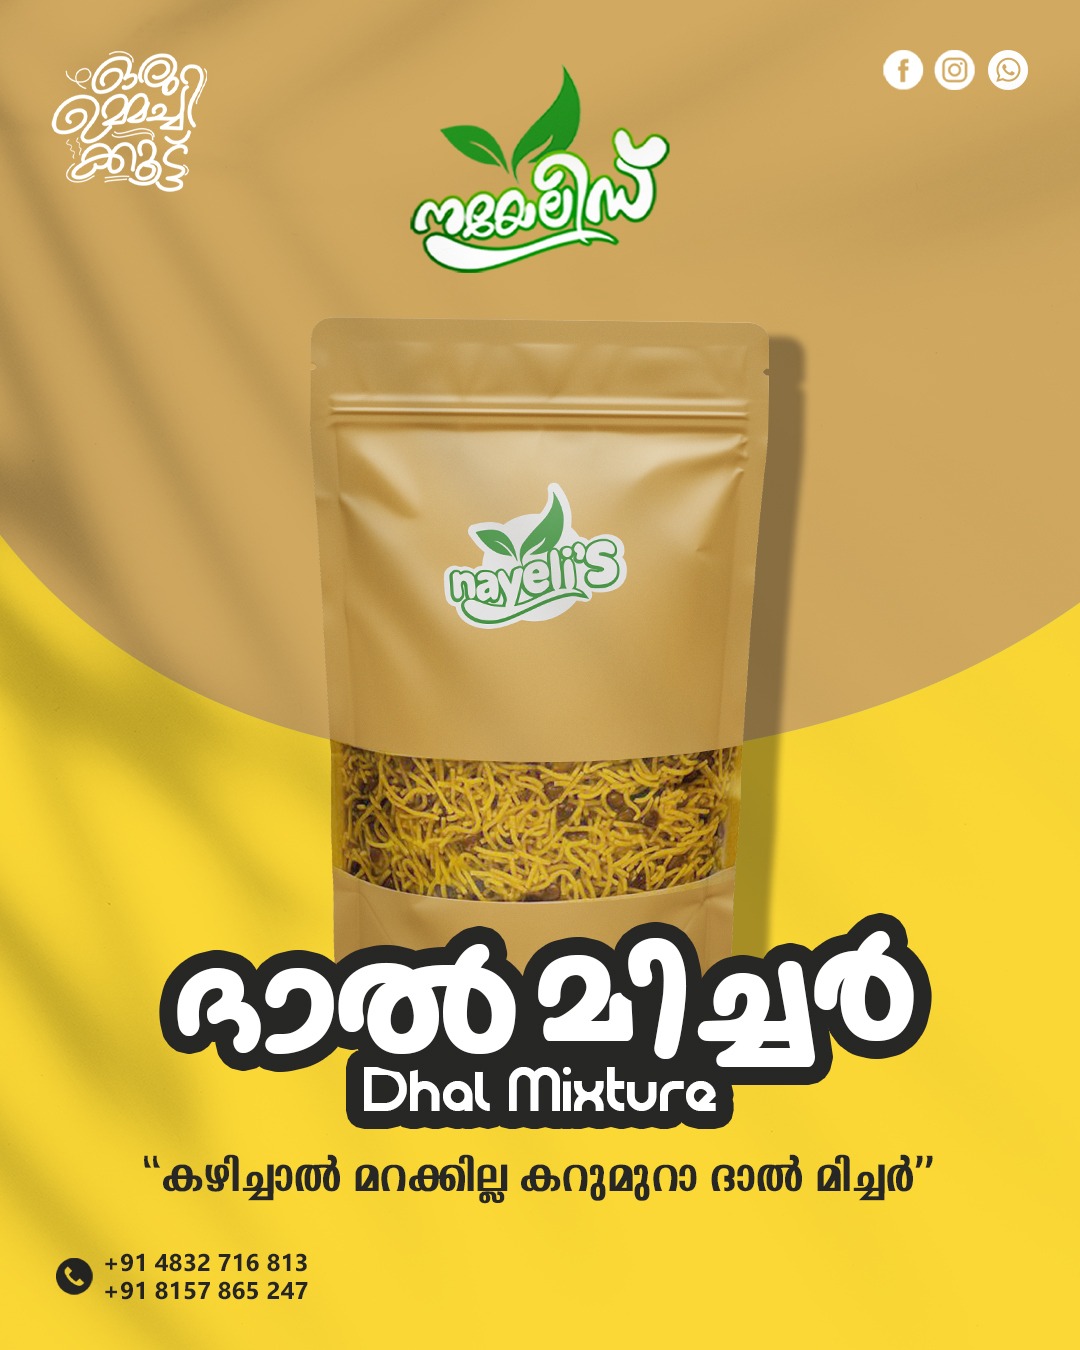 ഒരു
ഉമ്മച്ചി
ക്കൂട്ട്
നയേലീസ്
nayeli's
ദാൽ മിച്ചർ
Dhal Mixture
“കഴിച്ചാൽ മറക്കില്ല കറുമുറാ ദാൽ മിച്ചർ”
+91 4832 716 813
+91 8157 865 247